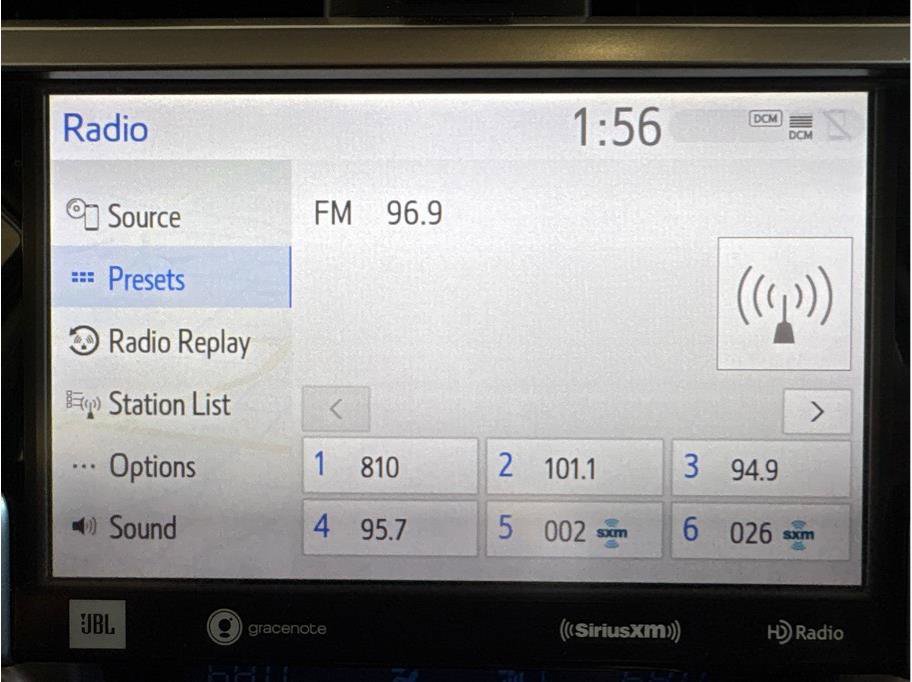 Radio
1:56
DCM
DCM
Source
FM 96.9
Presets
Radio Replay
Station List
Options
Sound
1 810
2 101.1
3 94.9
4 95.7
5 002 sxm
6 026 sxm
JBL
gracenote
((SiriusXM))
HD Radio